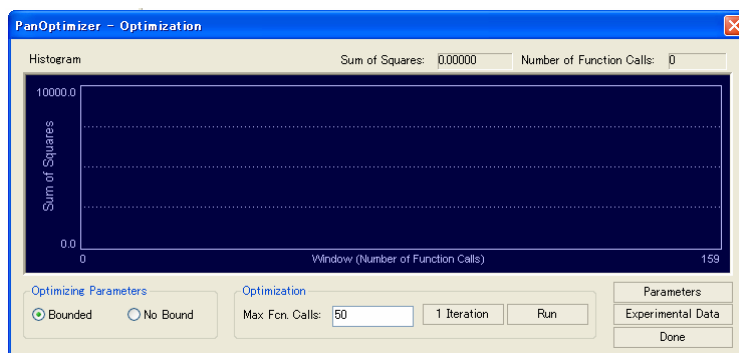 PanOptimizer - Optimization
Histogram Sum of Squares: 0.00000 Number of Function Calls: 0
10000.0
Sum of Squares
0.0
0 Window (Number of Function Calls) 159
Optimizing Parameters Optimization Parameters
Bounded No Bound Max Fcn. Calls: 50 1 Iteration Run Experimental Data
Done